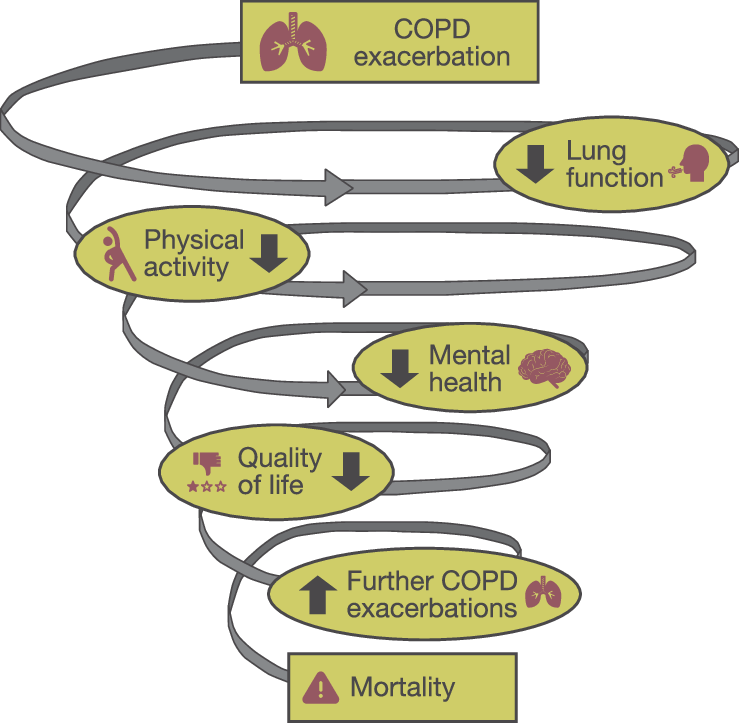 COPD
exacerbation
Lung
function
Physical
activity
Mental
health
Quality
of life
Further COPD
exacerbations
Mortality